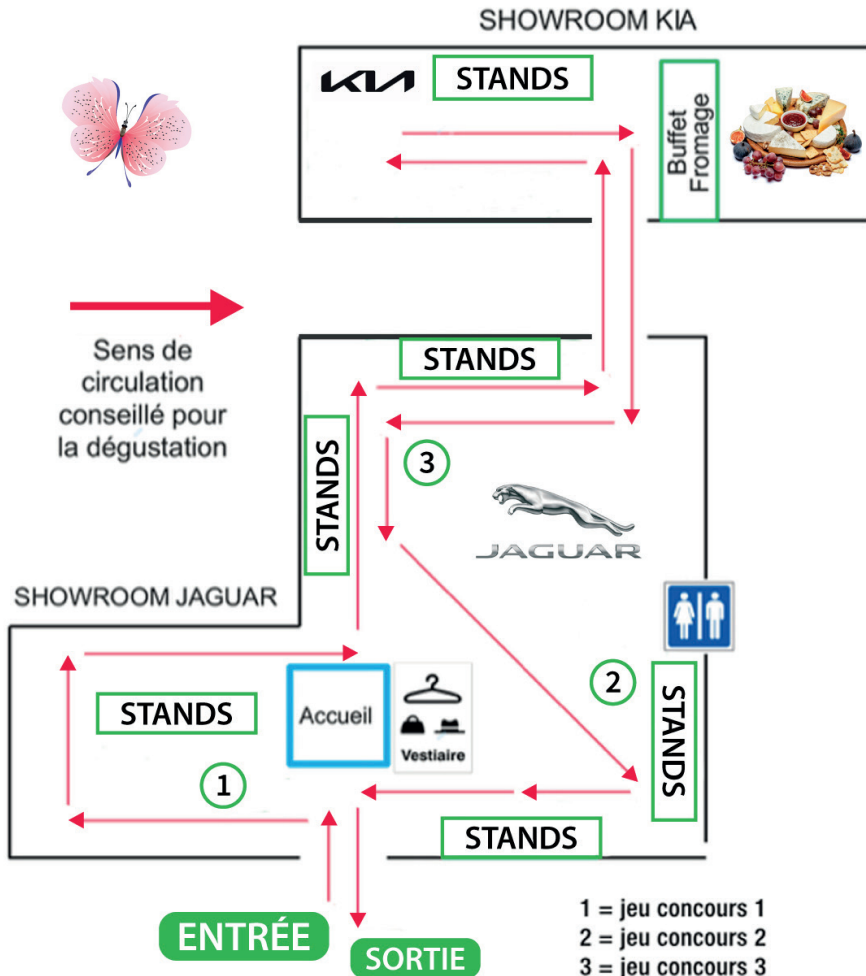 SHOWROOM KIA
KIA
STANDS
Buffet
Fromage
Sens de
circulation
conseillé pour
la dégustation
STANDS
STANDS
3
JAGUAR
SHOWROOM JAGUAR
STANDS
Accueil
Vestiaire
2
STANDS
1
STANDS
ENTRÉE
SORTIE
1 = jeu concours 1
2 = jeu concours 2
3 = jeu concours 3